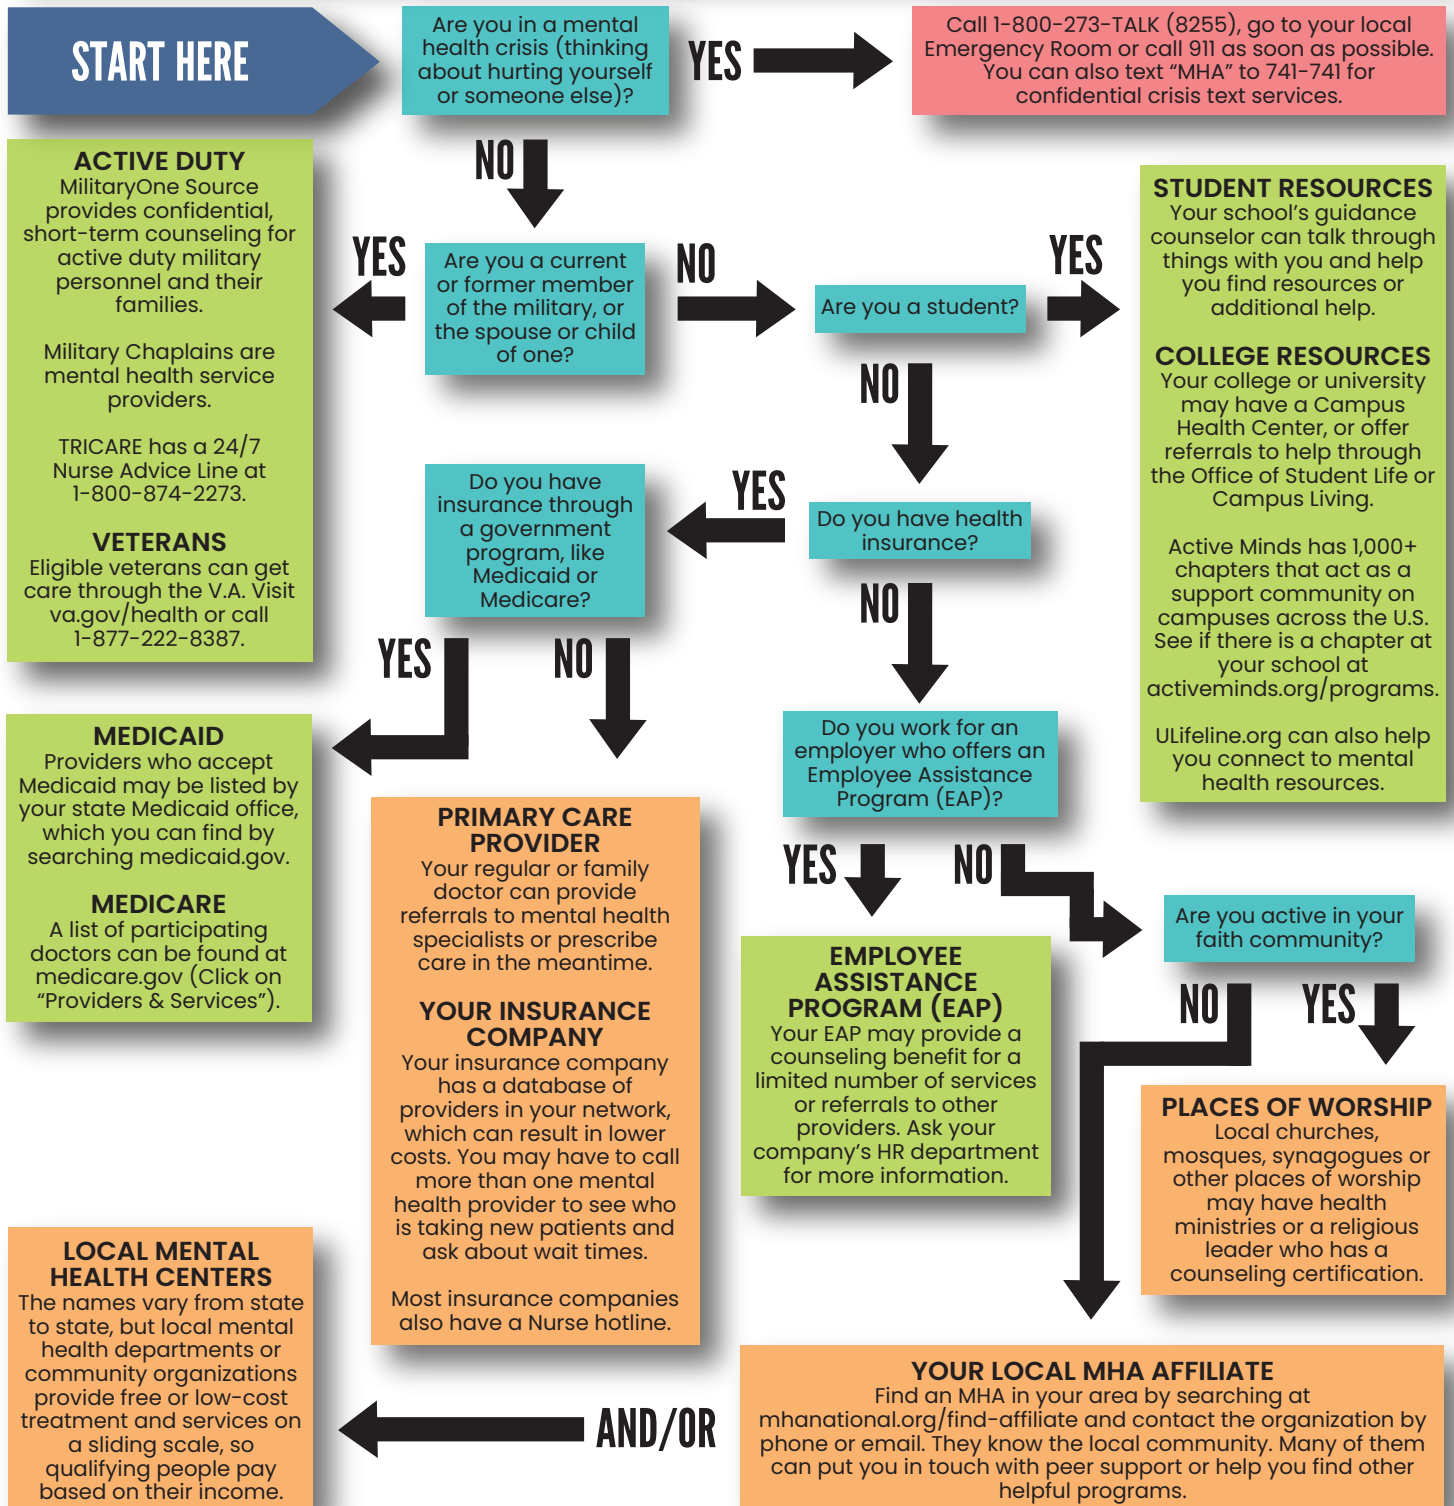 START HERE
Are you in a mental
health crisis (thinking
about hurting yourself
or someone else)?
YES
Call 1-800-273-TALK (8255), go to your local
Emergency Room or call 911 as soon as possible.
You can also text “MHA” to 741-741 for
confidential crisis text services.
NO
ACTIVE DUTY
MilitaryOne Source
provides confidential,
short-term counseling for
active duty military
personnel and their
families.
Military Chaplains are
mental health service
providers.
TRICARE has a 24/7
Nurse Advice Line at
1-800-874-2273.
VETERANS
Eligible veterans can get
care through the V.A. Visit
va.gov/health or call
1-877-222-8387.
YES
Are you a current
or former member
of the military, or
the spouse or child
of one?
NO
Are you a student?
YES
STUDENT RESOURCES
Your school’s guidance
counselor can talk through
things with you and help
you find resources or
additional help.
COLLEGE RESOURCES
Your college or university
may have a Campus
Health Center, or offer
referrals to help through
the Office of Student Life or
Campus Living.
Active Minds has 1,000+
chapters that act as a
support community on
campuses across the U.S.
See if there is a chapter at
your school at
activeminds.org/programs.
ULifeline.org can also help
you connect to mental
health resources.
NO
Do you have health
insurance?
YES
Do you have
insurance through
a government
program, like
Medicaid or
Medicare?
YES
NO
MEDICAID
Providers who accept
Medicaid may be listed by
your state Medicaid office,
which you can find by
searching medicaid.gov.
MEDICARE
A list of participating
doctors can be found at
medicare.gov (Click on
“Providers & Services”).
PRIMARY CARE
PROVIDER
Your regular or family
doctor can provide
referrals to mental health
specialists or prescribe
care in the meantime.
YOUR INSURANCE
COMPANY
Your insurance company
has a database of
providers in your network,
which can result in lower
costs. You may have to call
more than one mental
health provider to see who
is taking new patients and
ask about wait times.
Most insurance companies
also have a Nurse hotline.
NO
Do you work for an
employer who offers an
Employee Assistance
Program (EAP)?
YES
NO
EMPLOYEE
ASSISTANCE
PROGRAM (EAP)
Your EAP may provide a
counseling benefit for a
limited number of services
or referrals to other
providers. Ask your
company’s HR department
for more information.
Are you active in your
faith community?
NO
YES
PLACES OF WORSHIP
Local churches,
mosques, synagogues or
other places of worship
may have health
ministries or a religious
leader who has a
counseling certification.
YOUR LOCAL MHA AFFILIATE
Find an MHA in your area by searching at
mhanational.org/find-affiliate and contact the organization by
phone or email. They know the local community. Many of them
can put you in touch with peer support or help you find other
helpful programs.
AND/OR
LOCAL MENTAL
HEALTH CENTERS
The names vary from state
to state, but local mental
health departments or
community organizations
provide free or low-cost
treatment and services on
a sliding scale, so
qualifying people pay
based on their income.